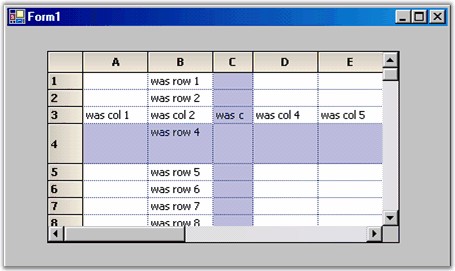 Form1
A B C D E
1 was row 1
2 was row 2
3 was col 1 was col 2 was c was col 4 was col 5
4 was row 4
5 was row 5
6 was row 6
7 was row 7
8 was row 8